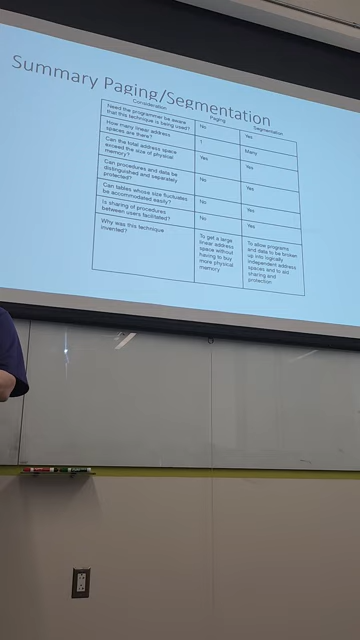 Summary Paging/Segmentation
Consideration Paging Segmentation
Need the programmer be aware
that this technique is being used? No Yes
How many linear address
spaces are there? 1 Many
Can the total address space
exceed the size of physical
memory? Yes Yes
Can procedures and data be
distinguished and separately
protected? No Yes
Can tables whose size fluctuates
be accommodated easily? No Yes
Is sharing of procedures
between users facilitated? No Yes
Why was this technique
invented?
To get a large
linear address
space without
having to buy
more physical
memory
To allow programs
and data to be broken
up into logically
independent address
spaces and to aid
sharing and
protection